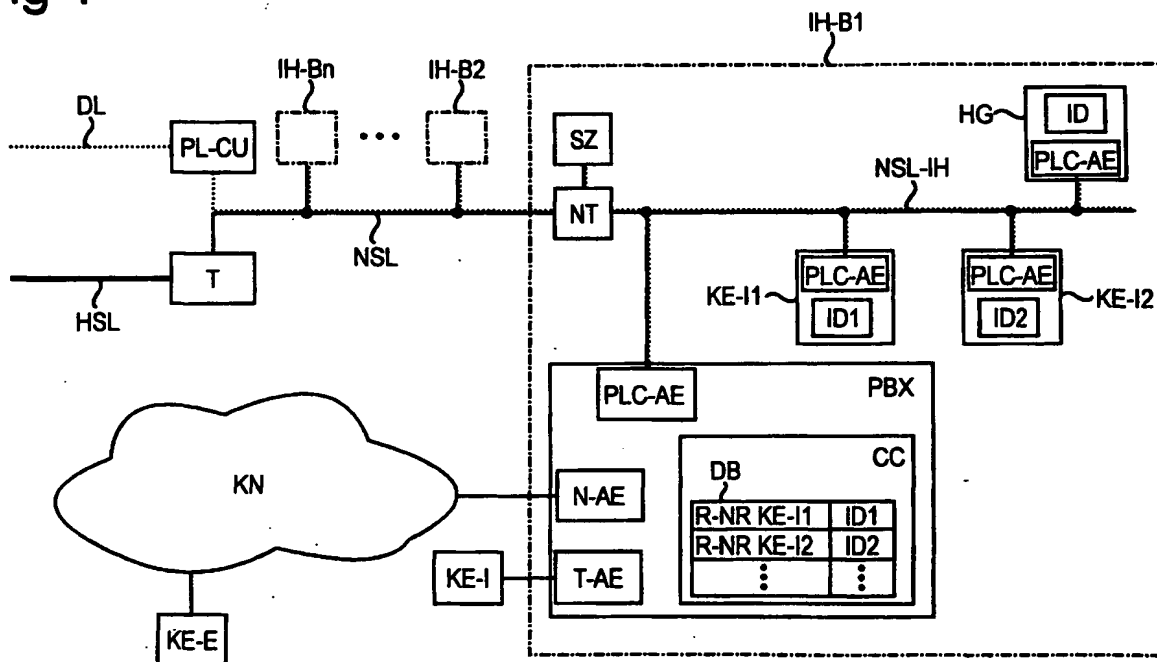 IH-B1
IH-Bn
IH-B2
DL
PL-CU
SZ
HG
ID
PLC-AE
NSL-IH
NT
NSL
T
HSL
PLC-AE
KE-I1
ID1
PLC-AE
KE-I2
ID2
PLC-AE
PBX
CC
DB
R-NR KE-I1 ID1
R-NR KE-I2 ID2
KN
N-AE
KE-I
T-AE
KE-E